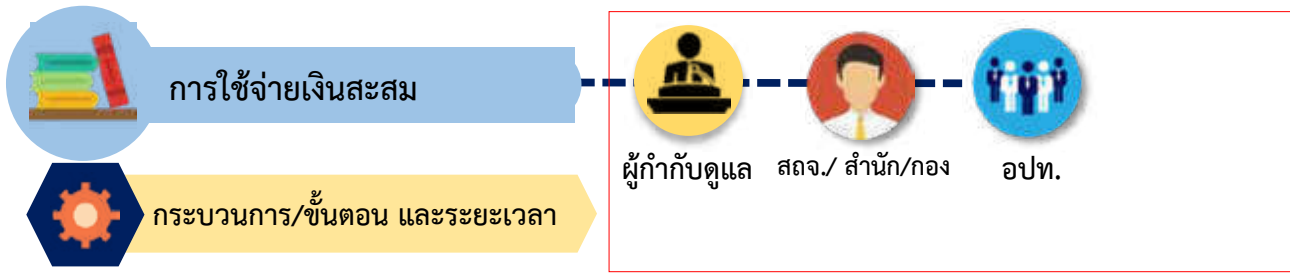 การใช้จ่ายเงินสะสม
ผู้กำกับดูแล
สถจ./ สำนัก/กอง
อปท.
กระบวนการ/ขั้นตอน และระยะเวลา